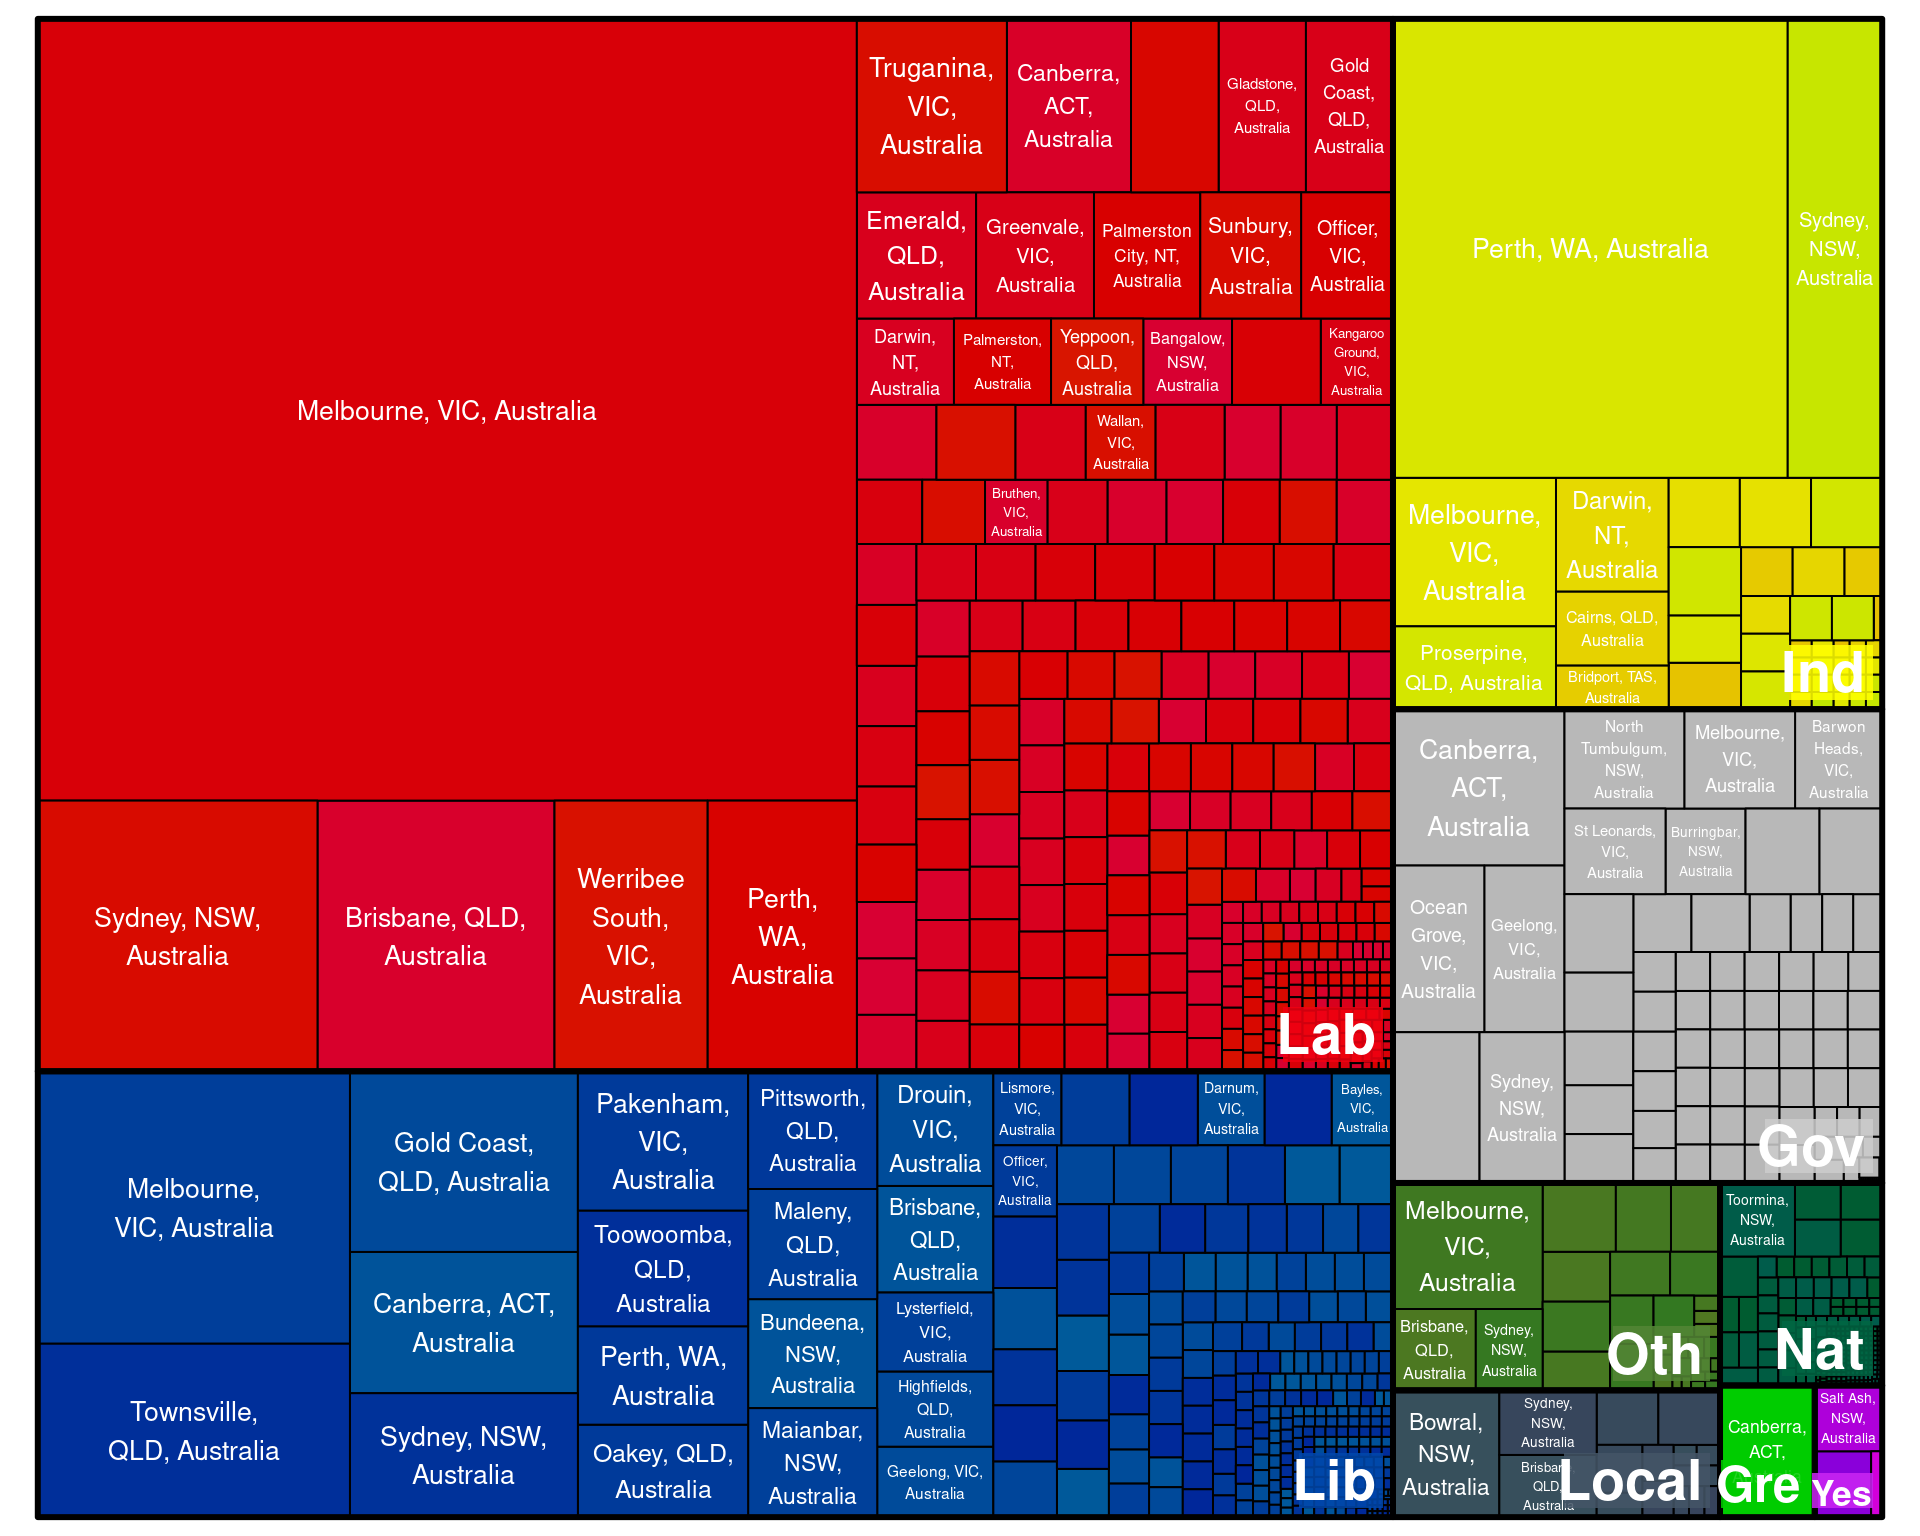 Melbourne, VIC, Australia
Sydney, NSW,
Australia
Brisbane, QLD,
Australia
Werribee
South,
VIC,
Australia
Perth,
WA,
Australia
Truganina,
VIC,
Australia
Canberra,
ACT,
Australia
Gladstone,
QLD,
Australia
Gold
Coast,
QLD,
Australia
Emerald,
QLD,
Australia
Greenvale,
VIC,
Australia
Palmerston
City, NT,
Australia
Sunbury,
VIC,
Australia
Officer,
VIC,
Australia
Darwin,
NT,
Australia
Palmerston,
NT,
Australia
Yeppoon,
QLD,
Australia
Bangalow,
NSW,
Australia
Kangaroo
Ground,
VIC,
Australia
Wallan,
VIC,
Australia
Bruthen,
VIC,
Australia
Lab
Perth, WA, Australia
Sydney,
NSW,
Australia
Melbourne,
VIC,
Australia
Darwin,
NT,
Australia
Cairns, QLD,
Australia
Proserpine,
QLD, Australia
Bridport, TAS,
Australia
Ind
Canberra,
ACT,
Australia
North
Tumbulgum,
NSW,
Australia
Melbourne,
VIC,
Australia
Barwon
Heads,
VIC,
Australia
St Leonards,
VIC,
Australia
Burringbar,
NSW,
Australia
Ocean
Grove,
VIC,
Australia
Geelong,
VIC,
Australia
Sydney,
NSW,
Australia
Gov
Melbourne,
VIC, Australia
Townsville,
QLD, Australia
Gold Coast,
QLD, Australia
Canberra, ACT,
Australia
Sydney, NSW,
Australia
Pakenham,
VIC,
Australia
Toowoomba,
QLD,
Australia
Perth, WA,
Australia
Oakey, QLD,
Australia
Pittsworth,
QLD,
Australia
Maleny,
QLD,
Australia
Bundeena,
NSW,
Australia
Maianbar,
NSW,
Australia
Drouin,
VIC,
Australia
Brisbane,
QLD,
Australia
Lysterfield,
VIC,
Australia
Highfields,
QLD,
Australia
Geelong, VIC,
Australia
Lismore,
VIC,
Australia
Officer,
VIC,
Australia
Darnum,
VIC,
Australia
Bayles,
VIC,
Australia
Lib
Melbourne,
VIC,
Australia
Brisbane,
QLD,
Australia
Sydney,
NSW,
Australia
Oth
Toormina,
NSW,
Australia
Nat
Bowral,
NSW,
Australia
Sydney,
NSW,
Australia
Brisbane,
QLD,
Australia
Local
Canberra,
ACT,
Gre
Salt Ash,
NSW,
Australia
Yes